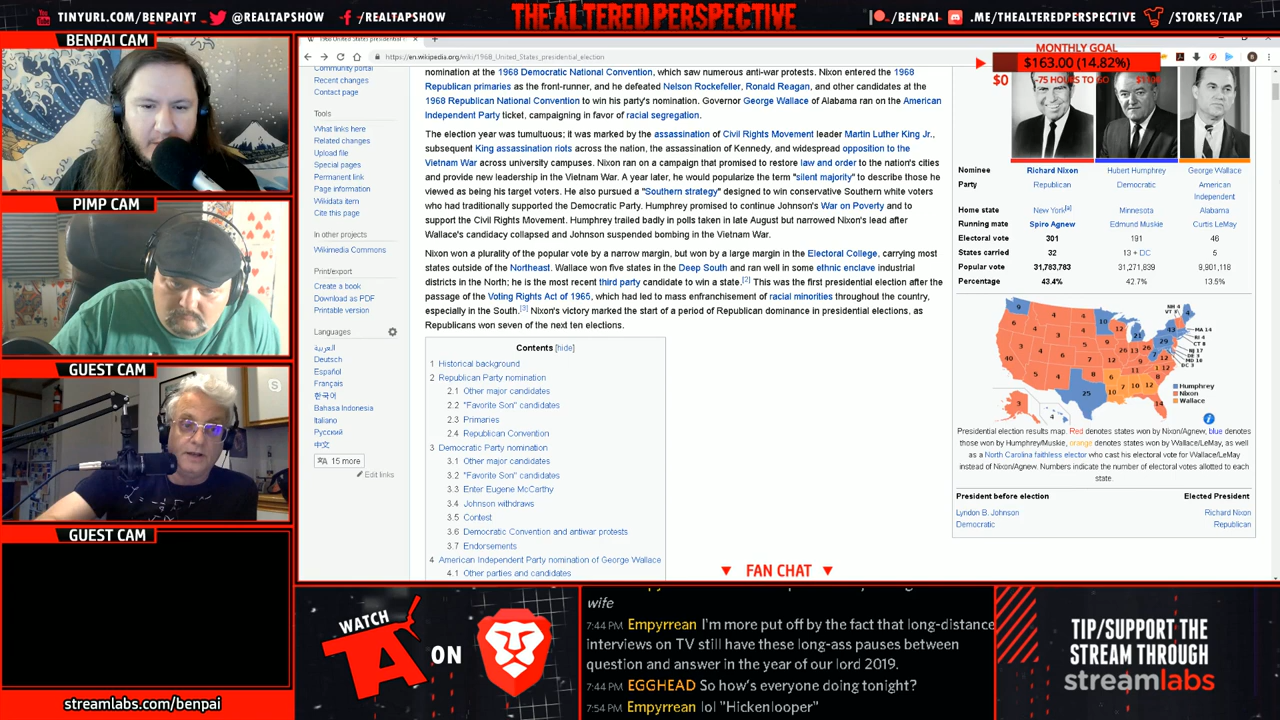 TINYURL.COM/BENPAIYT
@REALTAPSHOW
/REALTAPSHOW
THE ALTERED PERSPECTIVE
/BENPAI
.ME/THEALTEREDPERSPECTIVE
/STORES/TAP
BENPAI CAM
PIMP CAM
GUEST CAM
GUEST CAM
streamlabs.com/benpai
https://en.wikipedia.org/wiki/1968_United_States_presidential_election
MONTHLY GOAL
$163.00 (14.82%)
$0
-75 HOURS TO GO
Community portal
Recent changes
Contact page
Tools
What links here
Related changes
Upload file
Special pages
Permanent link
Page information
Wikidata item
Cite this page
In other projects
Wikimedia Commons
Print/export
Create a book
Download as PDF
Printable version
Languages
العربية
Deutsch
Español
Français
한국어
Bahasa Indonesia
Italiano
Русский
中文
15 more
Edit links
nomination at the 1968 Democratic National Convention, which saw numerous anti-war protests. Nixon entered the 1968
Republican primaries as the front-runner, and he defeated Nelson Rockefeller, Ronald Reagan, and other candidates at the
1968 Republican National Convention to win his party's nomination. Governor George Wallace of Alabama ran on the American
Independent Party ticket, campaigning in favor of racial segregation.
The election year was tumultuous; it was marked by the assassination of Civil Rights Movement leader Martin Luther King Jr.,
subsequent King assassination riots across the nation, the assassination of Kennedy, and widespread opposition to the
Vietnam War across university campuses. Nixon ran on a campaign that promised to restore law and order to the nation's cities
and provide new leadership in the Vietnam War. A year later, he would popularize the term "silent majority" to describe those he
viewed as being his target voters. He also pursued a "Southern strategy" designed to win conservative Southern white voters
who had traditionally supported the Democratic Party. Humphrey promised to continue Johnson's War on Poverty and to
support the Civil Rights Movement. Humphrey trailed badly in polls taken in late August but narrowed Nixon's lead after
Wallace's candidacy collapsed and Johnson suspended bombing in the Vietnam War.
Nixon won a plurality of the popular vote by a narrow margin, but won by a large margin in the Electoral College, carrying most
states outside of the Northeast. Wallace won five states in the Deep South and ran well in some ethnic enclave industrial
districts in the North; he is the most recent third party candidate to win a state.[2] This was the first presidential election after the
passage of the Voting Rights Act of 1965, which had led to mass enfranchisement of racial minorities throughout the country,
especially in the South.[3] Nixon's victory marked the start of a period of Republican dominance in presidential elections, as
Republicans won seven of the next ten elections.
Contents [hide]
1 Historical background
2 Republican Party nomination
2.1 Other major candidates
2.2 "Favorite Son" candidates
2.3 Primaries
2.4 Republican Convention
3 Democratic Party nomination
3.1 Other major candidates
3.2 "Favorite Son" candidates
3.3 Enter Eugene McCarthy
3.4 Johnson withdraws
3.5 Contest
3.6 Democratic Convention and antiwar protests
3.7 Endorsements
4 American Independent Party nomination of George Wallace
4.1 Other parties and candidates
Nominee Richard Nixon Hubert Humphrey George Wallace
Party Republican Democratic American Independent
Home state New York[a] Minnesota Alabama
Running mate Spiro Agnew Edmund Muskie Curtis LeMay
Electoral vote 301 191 46
States carried 32 13 + DC 5
Popular vote 31,783,783 31,271,839 9,901,118
Percentage 43.4% 42.7% 13.5%
Humphrey
Nixon
Wallace
Presidential election results map. Red denotes states won by Nixon/Agnew, blue denotes
those won by Humphrey/Muskie, orange denotes states won by Wallace/LeMay, as well
as a North Carolina faithless elector who cast his electoral vote for Wallace/LeMay
instead of Nixon/Agnew. Numbers indicate the number of electoral votes allotted to each
state.
President before election Elected President
Lyndon B. Johnson Richard Nixon
Democratic Republican
FAN CHAT
WATCH
ON
wife
7:44 PM Empyrrean I'm more put off by the fact that long-distance
interviews on TV still have these long-ass pauses between
question and answer in the year of our lord 2019.
7:44 PM EGGHEAD So how's everyone doing tonight?
7:54 PM Empyrrean lol "Hickenlooper"
TIP/SUPPORT THE
STREAM THROUGH
streamlabs